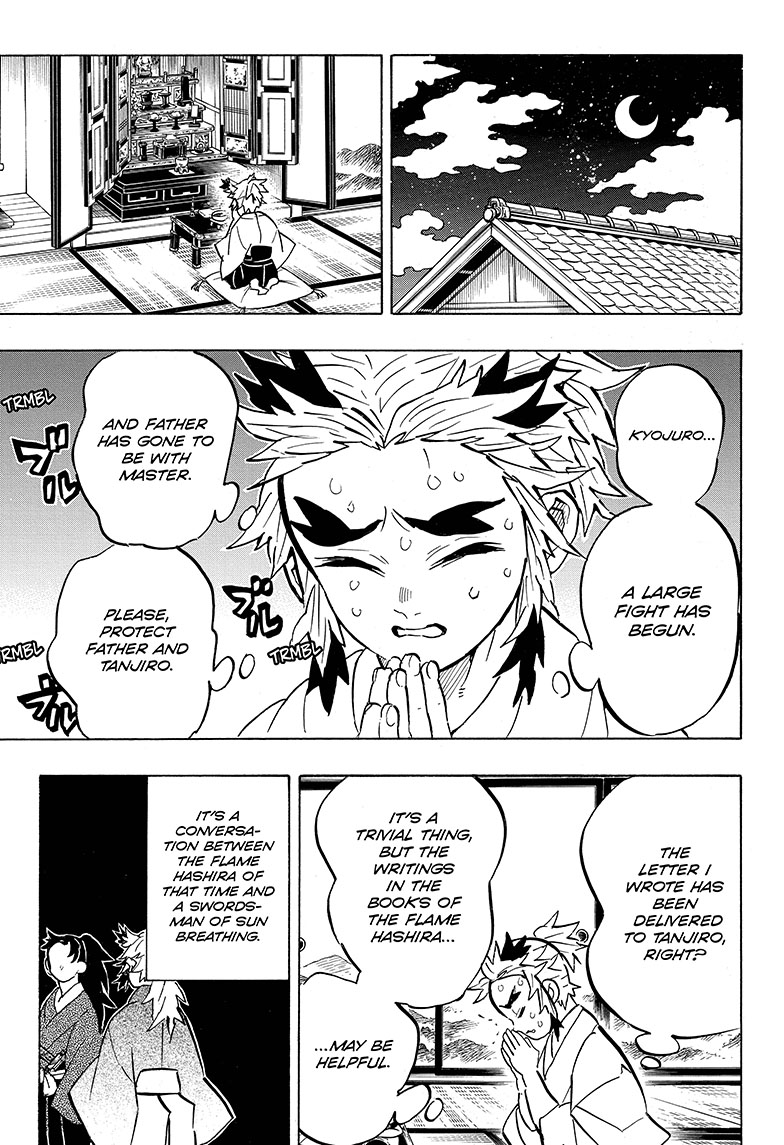 KYOJURO...
A LARGE
FIGHT HAS
BEGUN.
AND FATHER
HAS GONE TO
BE WITH
MASTER.
PLEASE,
PROTECT
FATHER AND
TANJIRO.
TRMBL
ブル
TRMBL
ブル
TRMBL
ブル
THE
LETTER I
WROTE HAS
BEEN
DELIVERED
TO TANJIRO,
RIGHT?
IT'S A
TRIVIAL THING,
BUT THE
WRITINGS
IN THE
BOOKS OF
THE FLAME
HASHIRA...
...MAY BE
HELPFUL.
IT'S A
CONVERSA-
TION BETWEEN
THE FLAME
HASHIRA OF
THAT TIME AND
A SWORDS-
MAN OF SUN
BREATHING.